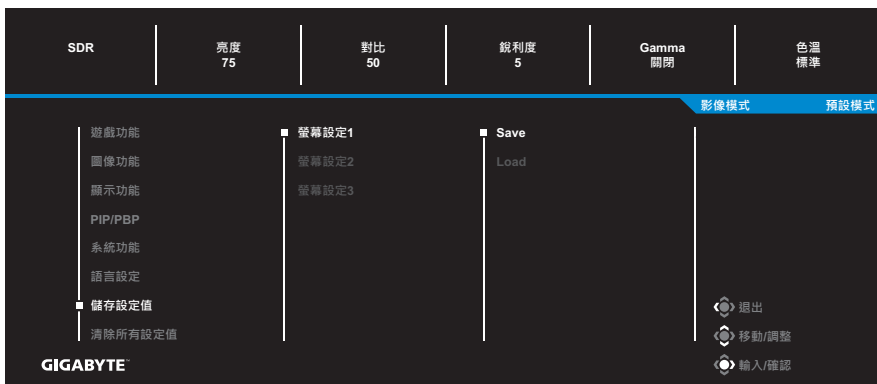 SDR
亮度
75
對比
50
銳利度
5
Gamma
關閉
色溫
標準
影像模式 預設模式
遊戲功能
圖像功能
顯示功能
PIP/PBP
系統功能
語言設定
儲存設定值
清除所有設定值
螢幕設定1
螢幕設定2
螢幕設定3
Save
Load
退出
移動/調整
輸入/確認
GIGABYTE™